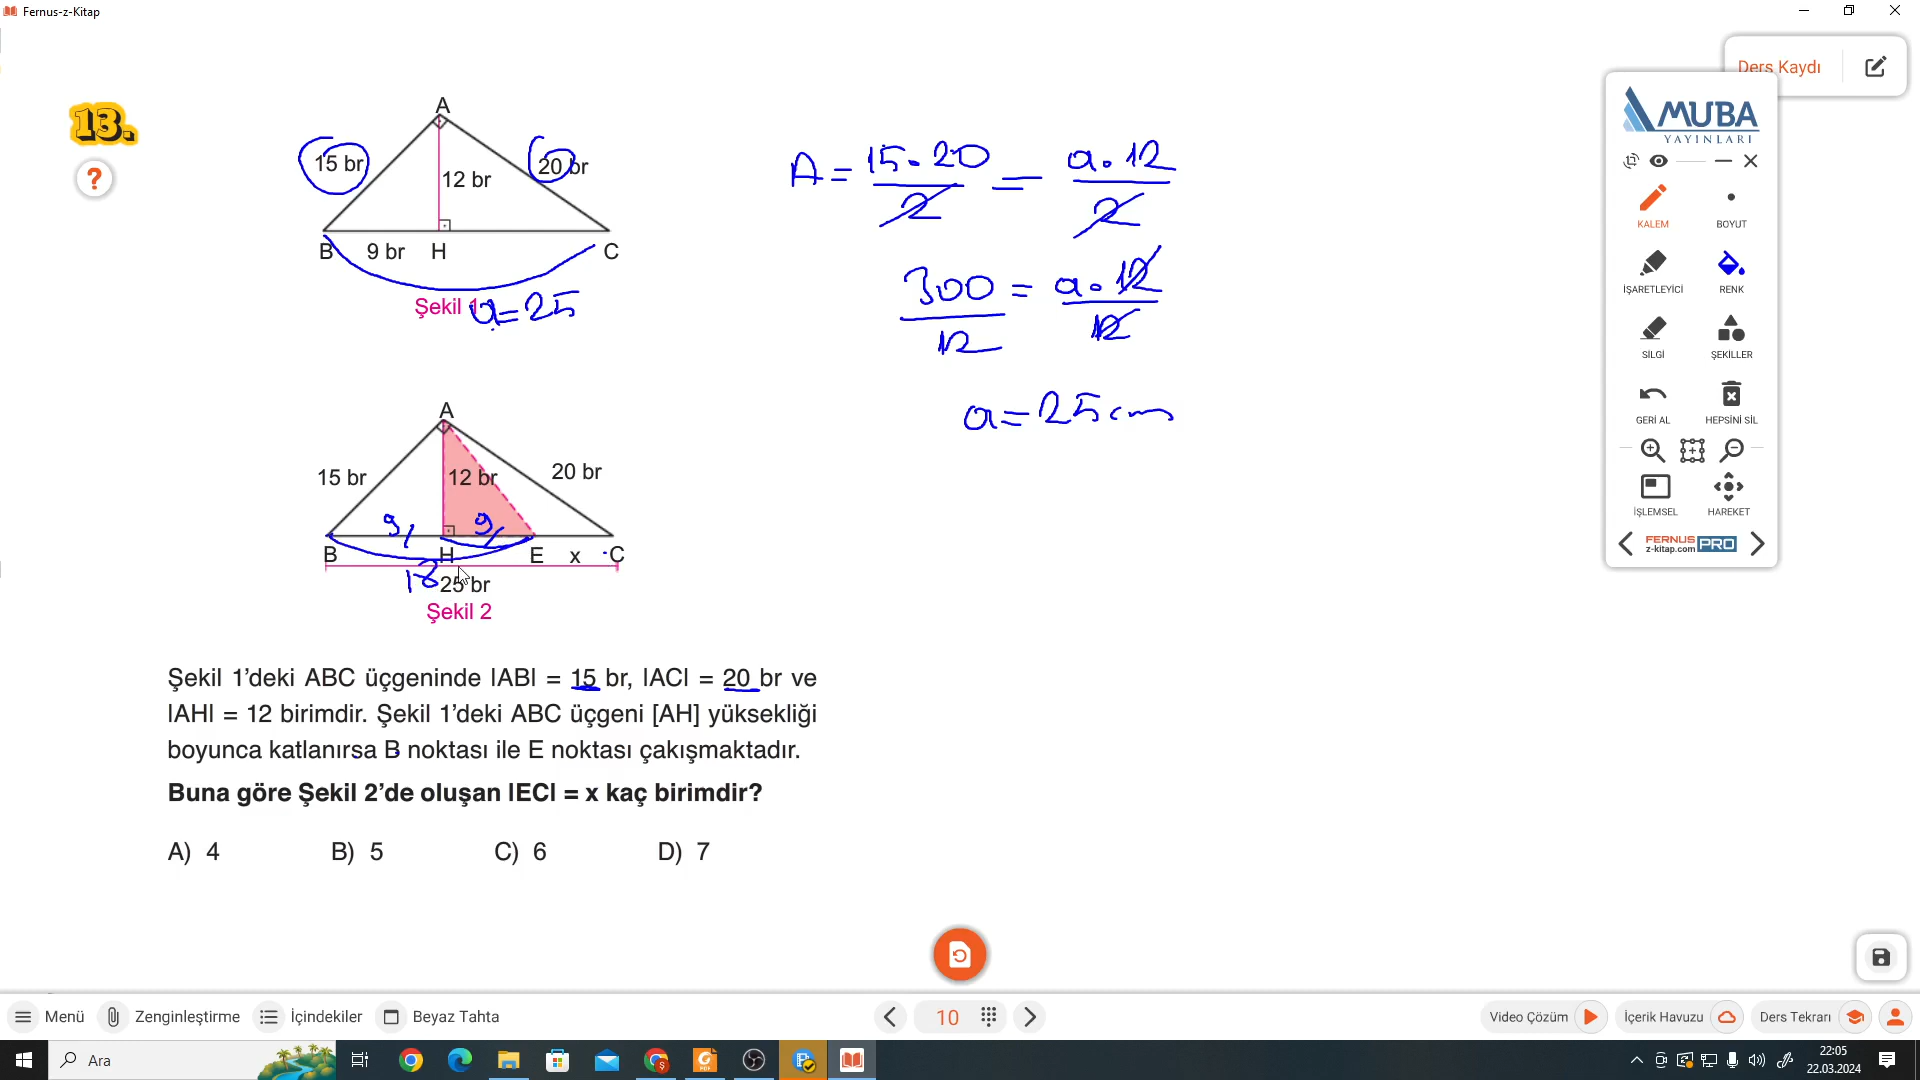 Fernus-z-Kitap
Ders Kaydı
13.
?
A
15 br
20 br
12 br
B
9 br
H
C
Şekil 1
a=25
A = 15·20/2 = a·12/2
300/12 = a·12/12
a=25cm
A
15 br
12 br
20 br
9
9
B
H
E
x
C
18
25 br
Şekil 2
Şekil 1’deki ABC üçgeninde |AB| = 15 br, |AC| = 20 br ve
|AH| = 12 birimdir. Şekil 1’deki ABC üçgeni [AH] yüksekliği
boyunca katlanırsa B noktası ile E noktası çakışmaktadır.
Buna göre Şekil 2’de oluşan |EC| = x kaç birimdir?
A) 4 B) 5 C) 6 D) 7
MUBA
YAYINLARI
KALEM BOYUT
İŞARETLEYİCİ RENK
SİLGİ ŞEKİLLER
GERİ AL HEPSİNİ SİL
İŞLEMSEL HAREKET
FERNUS
z-kitap.com PRO
Menü Zenginleştirme İçindekiler Beyaz Tahta 10 Video Çözüm İçerik Havuzu Ders Tekrarı
Ara
22:05
22.03.2024